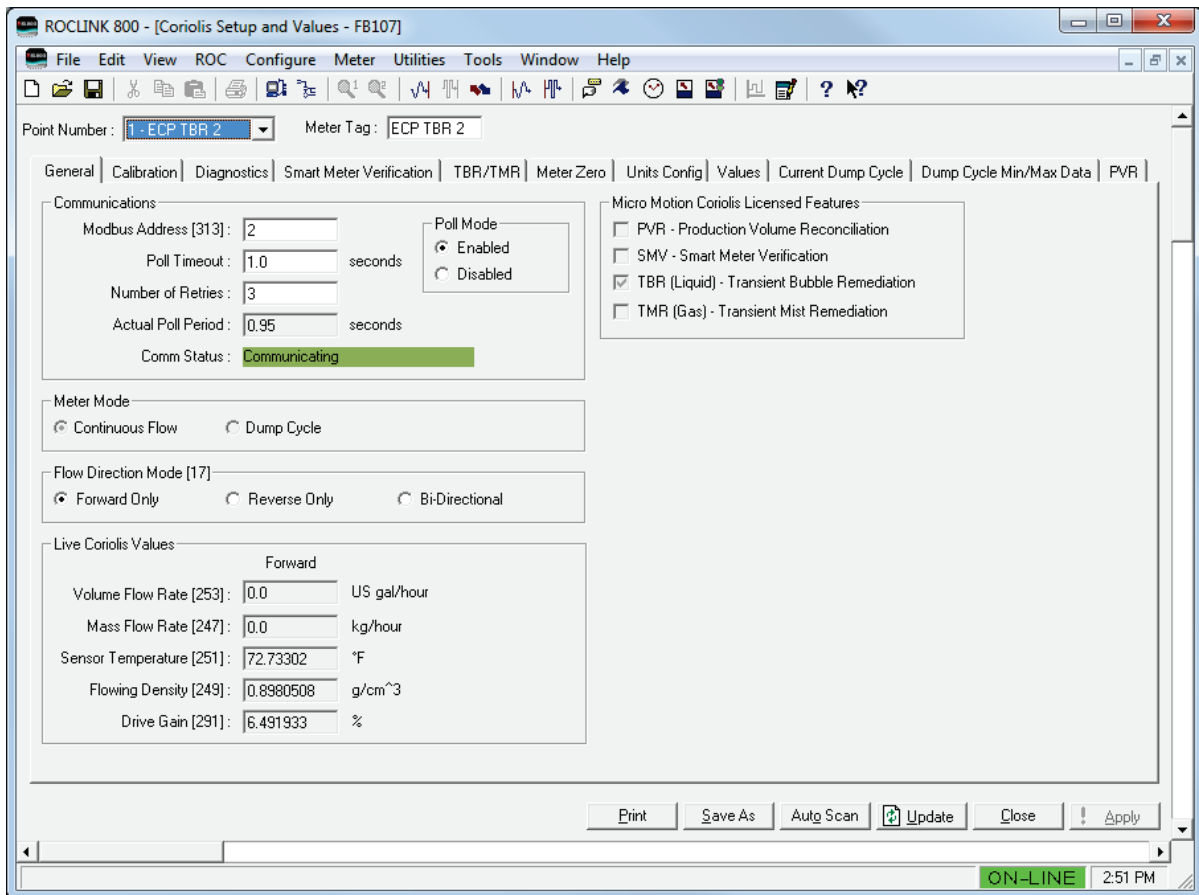 ROCLINK 800 - [Coriolis Setup and Values - FB107]
File Edit View ROC Configure Meter Utilities Tools Window Help
Point Number : 1 - ECP TBR 2 Meter Tag : ECP TBR 2
General Calibration Diagnostics Smart Meter Verification TBR/TMR Meter Zero Units Config Values Current Dump Cycle Dump Cycle Min/Max Data PVR
Communications
Modbus Address [313] : 2
Poll Timeout : 1.0 seconds
Number of Retries : 3
Actual Poll Period : 0.95 seconds
Comm Status : Communicating
Poll Mode
Enabled
Disabled
Micro Motion Coriolis Licensed Features
PVR - Production Volume Reconciliation
SMV - Smart Meter Verification
TBR (Liquid) - Transient Bubble Remediation
TMR (Gas) - Transient Mist Remediation
Meter Mode
Continuous Flow Dump Cycle
Flow Direction Mode [17]
Forward Only Reverse Only Bi-Directional
Live Coriolis Values
Forward
Volume Flow Rate [253] : 0.0 US gal/hour
Mass Flow Rate [247] : 0.0 kg/hour
Sensor Temperature [251] : 72.73302 °F
Flowing Density [249] : 0.8980508 g/cm^3
Drive Gain [291] : 6.491933 %
Print Save As Auto Scan Update Close ! Apply
ON-LINE 2:51 PM